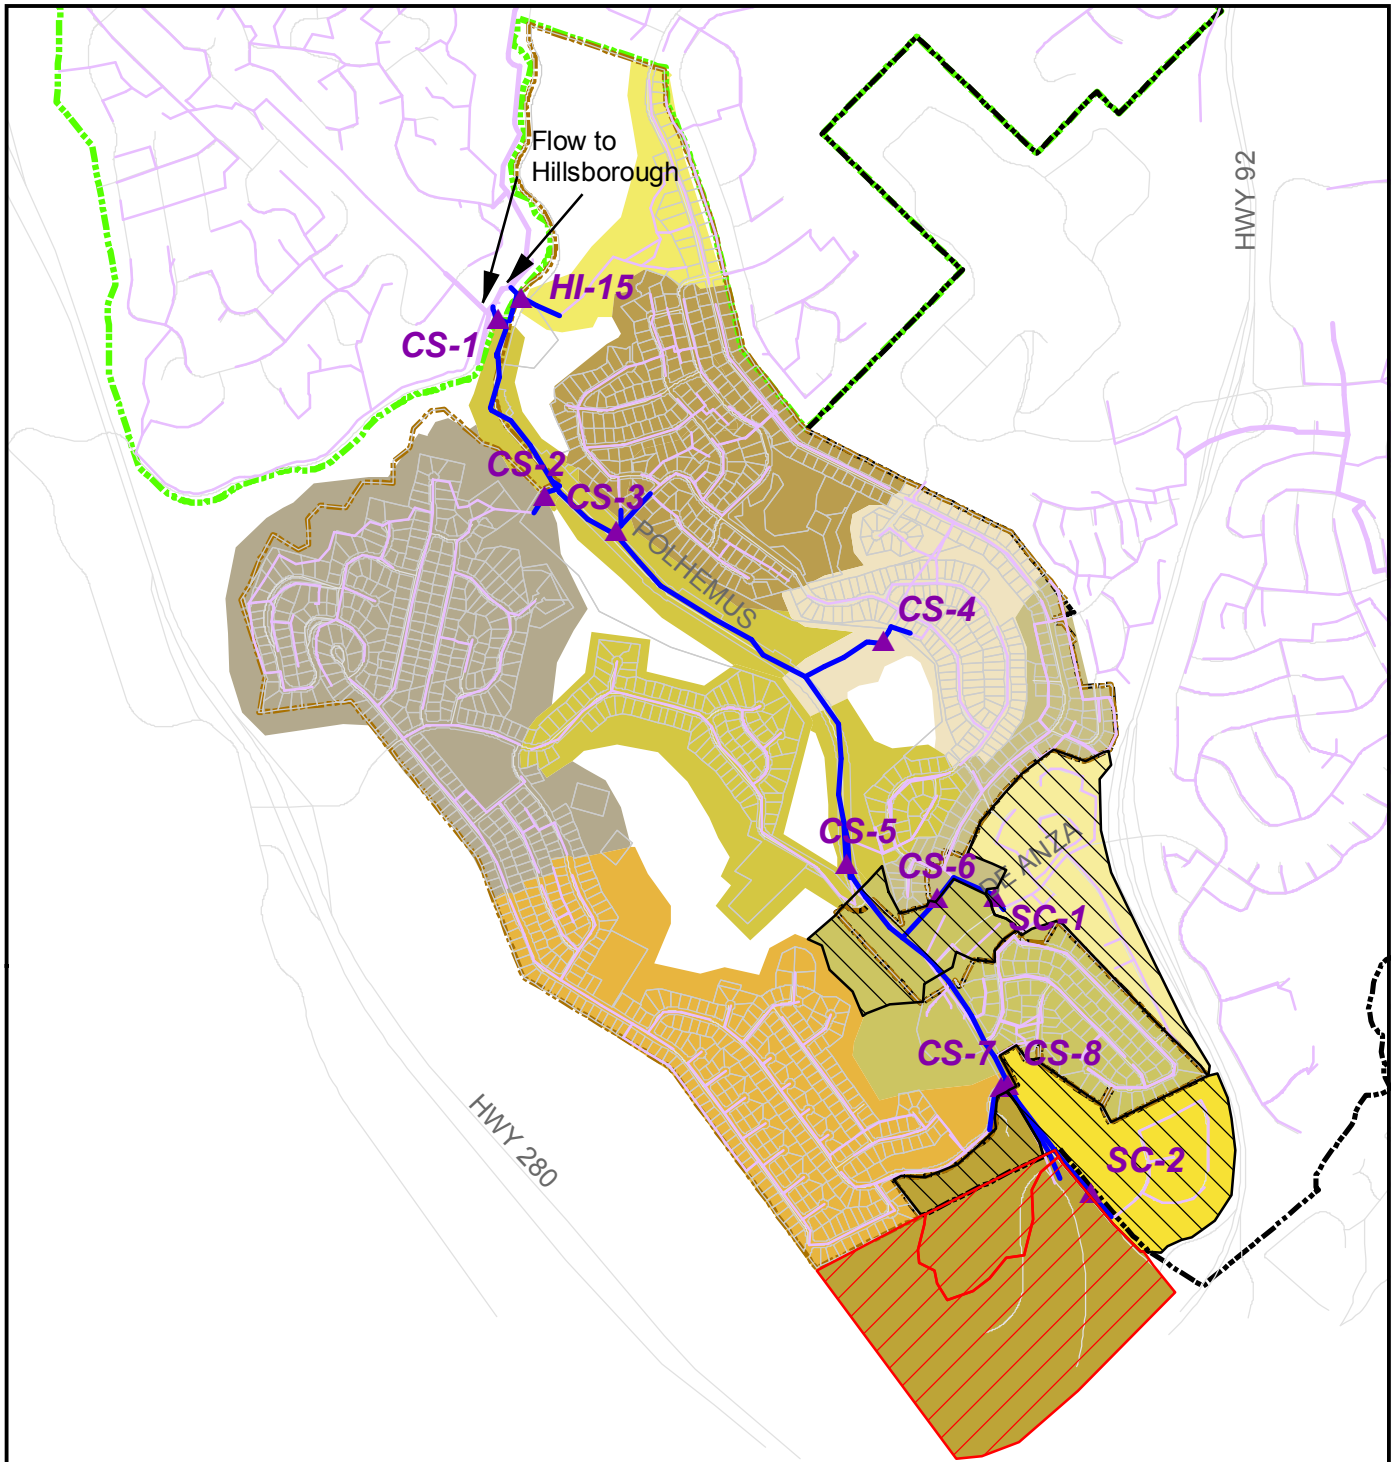 Flow to
Hillsborough
HWY 92
HI-15
CS-1
CS-2
CS-3
POLHEMUS
CS-4
CS-5
CS-6
DE ANZA
SC-1
CS-7
CS-8
HWY 280
SC-2